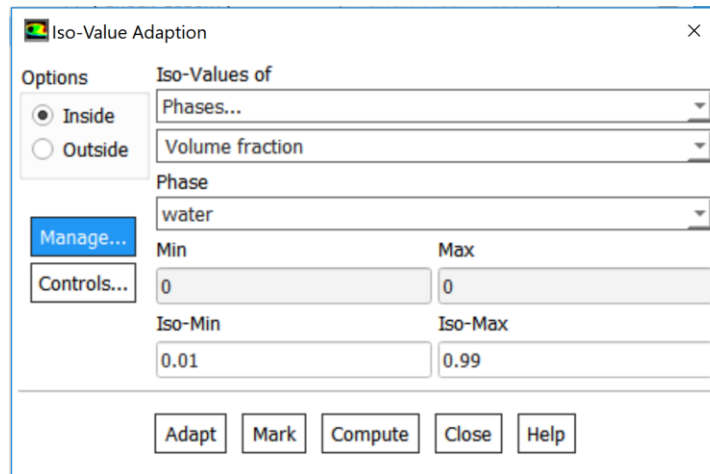 Iso-Value Adaption
Options
Iso-Values of
Inside
Phases...
Outside
Volume fraction
Phase
water
Manage...
Min
Max
Controls...
0
0
Iso-Min
Iso-Max
0.01
0.99
Adapt
Mark
Compute
Close
Help